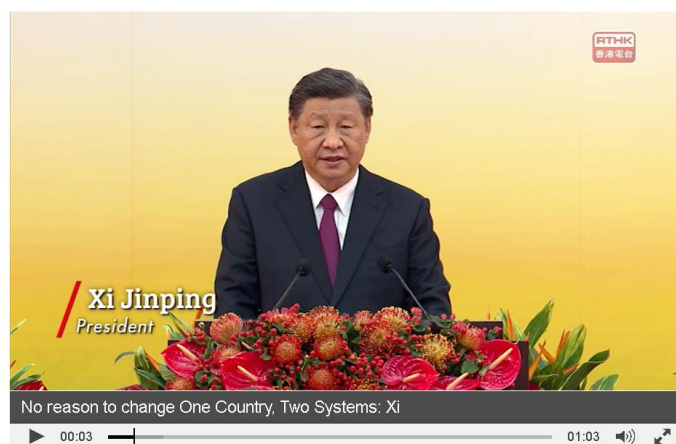 RTHK
香港電台
Xi Jinping
President
No reason to change One Country, Two Systems: Xi
00:03
01:03